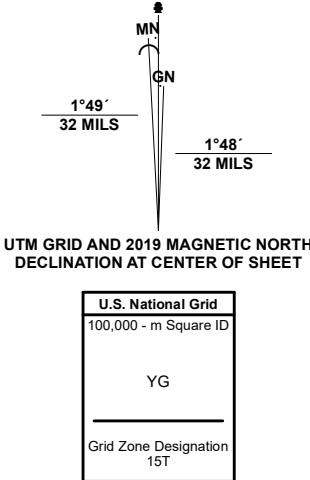 MN
GN
1°49´
32 MILS
1°48´
32 MILS
UTM GRID AND 2019 MAGNETIC NORTH
DECLINATION AT CENTER OF SHEET
U.S. National Grid
100,000 - m Square ID
YG
Grid Zone Designation
15T